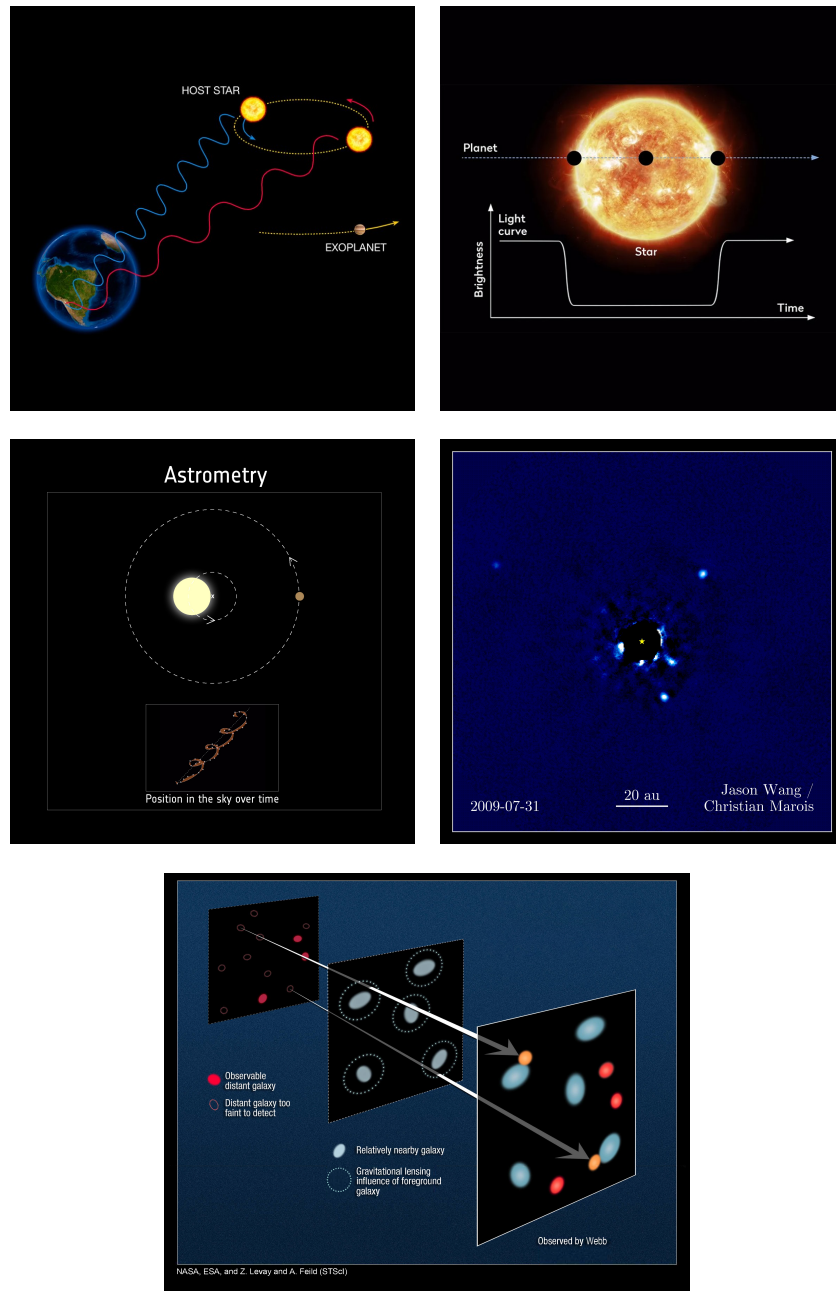 HOST STAR
EXOPLANET
Planet
Light
curve
Star
Brightness
Time
Astrometry
Position in the sky over time
2009-07-31
20 au
Jason Wang /
Christian Marois
Observable
distant galaxy
Distant galaxy too
faint to detect
Relatively nearby galaxy
Gravitational lensing
influence of foreground
galaxy
Observed by Webb
NASA, ESA, and Z. Levay and A. Feild (STScI)